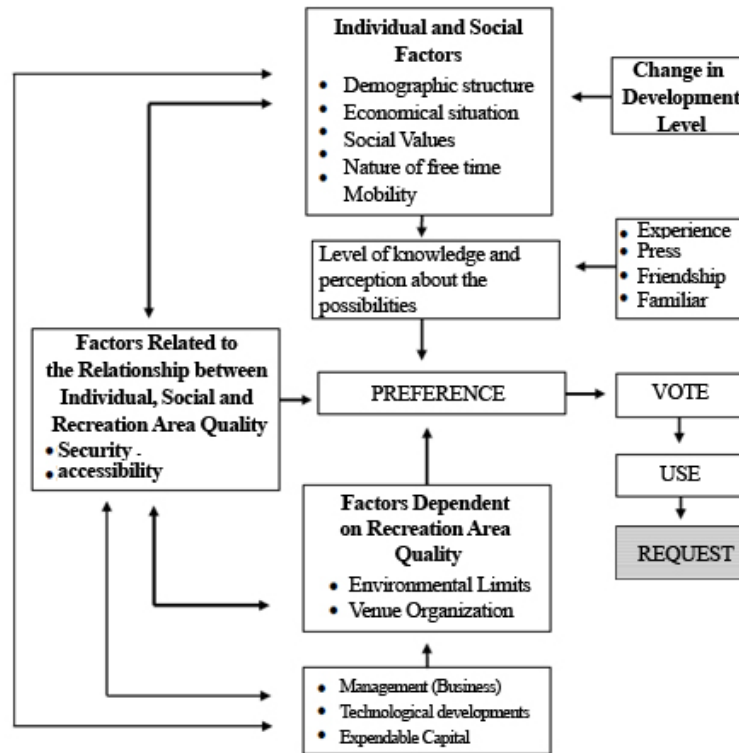 Individual and Social
Factors
• Demographic structure
• Economical situation
• Social Values
• Nature of free time
• Mobility
Change in
Development
Level
Level of knowledge and
perception about the
possibilities
• Experience
• Press
• Friendship
• Familiar
Factors Related to
the Relationship between
Individual, Social and
Recreation Area Quality
• Security -
• accessibility
PREFERENCE
VOTE
USE
REQUEST
Factors Dependent
on Recreation Area
Quality
• Environmental Limits
• Venue Organization
• Management (Business)
• Technological developments
• Expendable Capital